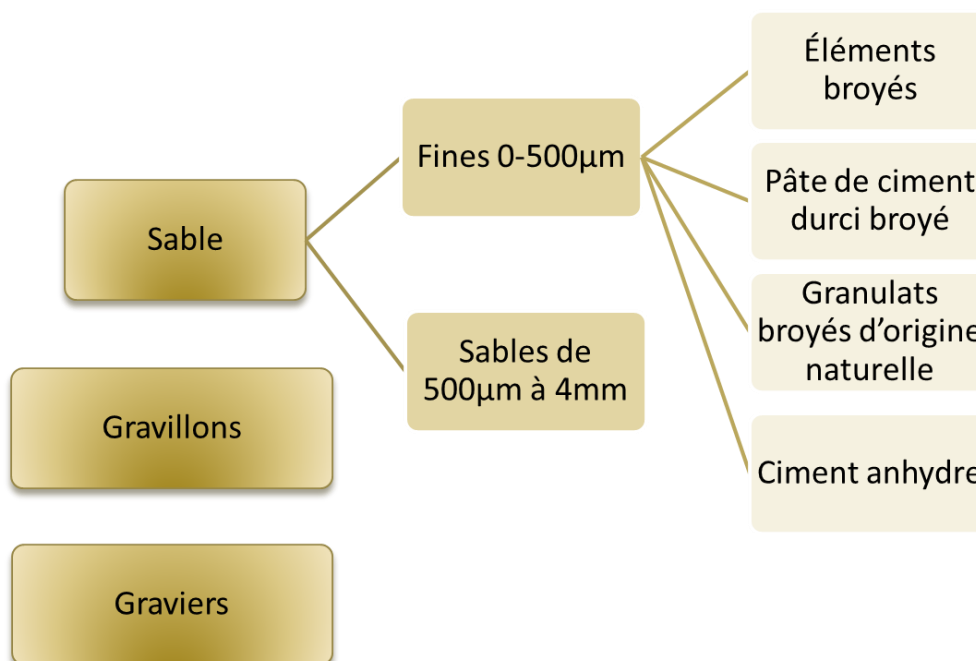 Sable
Gravillons
Graviers
Fines 0-500µm
Sables de
500µm à 4mm
Éléments
broyés
Pâte de ciment
durci broyé
Granulats
broyés d’origine
naturelle
Ciment anhydre